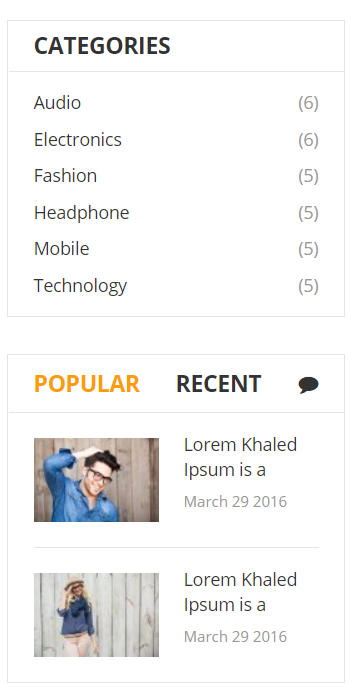 CATEGORIES
Audio (6)
Electronics (6)
Fashion (5)
Headphone (5)
Mobile (5)
Technology (5)
POPULAR RECENT
Lorem Khaled
Ipsum is a
March 29 2016
Lorem Khaled
Ipsum is a
March 29 2016